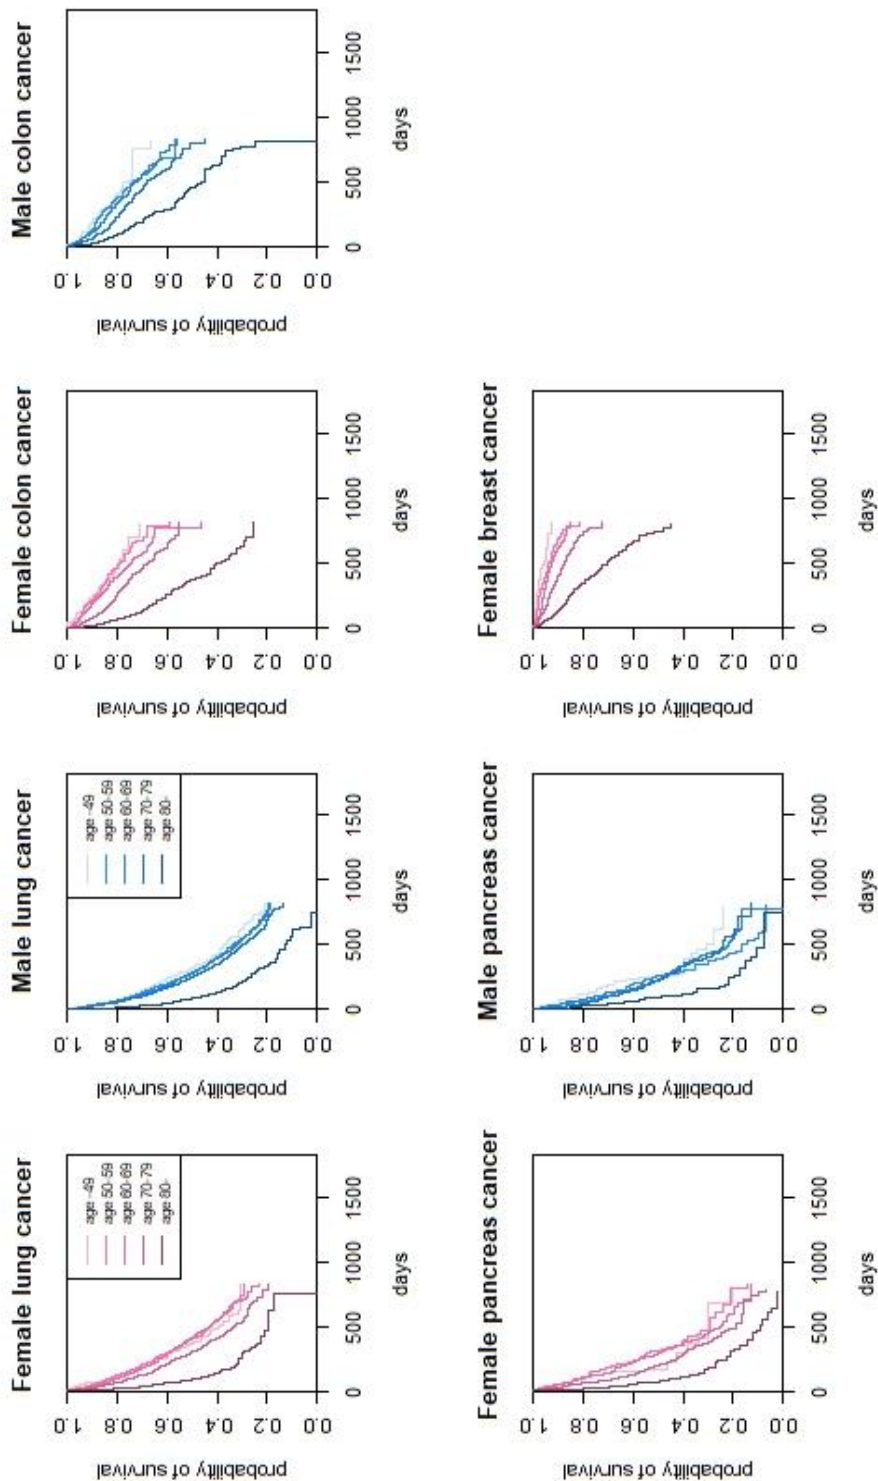 Female lung cancer
probability of survival
1.0
0.8
0.6
0.4
0.2
0.0
age -49
age 50-59
age 60-69
age 70-79
age 80-
0 500 1000 1500
days
Male lung cancer
probability of survival
1.0
0.8
0.6
0.4
0.2
0.0
age -49
age 50-59
age 60-69
age 70-79
age 80-
0 500 1000 1500
days
Female colon cancer
probability of survival
1.0
0.8
0.6
0.4
0.2
0.0
0 500 1000 1500
days
Male colon cancer
probability of survival
1.0
0.8
0.6
0.4
0.2
0.0
0 500 1000 1500
days
Female pancreas cancer
probability of survival
1.0
0.8
0.6
0.4
0.2
0.0
0 500 1000 1500
days
Male pancreas cancer
probability of survival
1.0
0.8
0.6
0.4
0.2
0.0
0 500 1000 1500
days
Female breast cancer
probability of survival
1.0
0.8
0.6
0.4
0.2
0.0
0 500 1000 1500
days